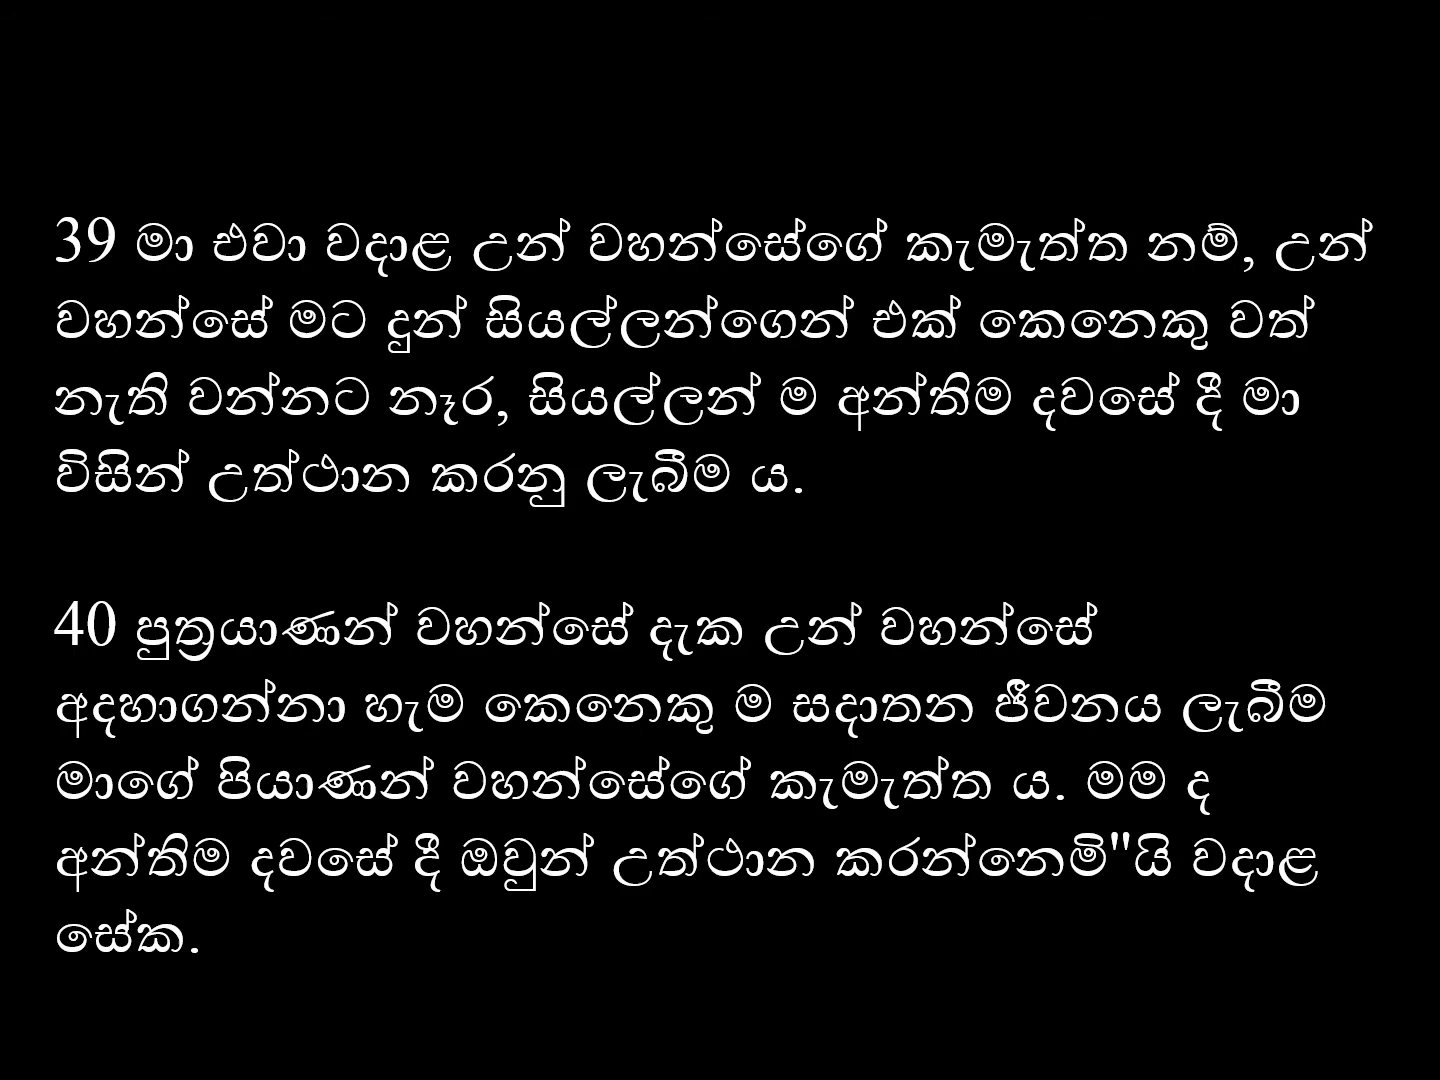 39 මා එවා වදාළ උන් වහන්සේගේ කැමැත්ත නම්, උන්
වහන්සේ මට දුන් සියල්ලන්ගෙන් එක් කෙනෙකු වත්
නැති වන්නට නෑර, සියල්ලන් ම අන්තිම දවසේ දී මා
විසින් උත්ථාන කරනු ලැබීම ය.
40 පුත්‍රයාණන් වහන්සේ දැක උන් වහන්සේ
අදහාගන්නා හැම කෙනෙකු ම සදාතන ජීවනය ලැබීම
මාගේ පියාණන් වහන්සේගේ කැමැත්ත ය. මම ද
අන්තිම දවසේ දී ඔවුන් උත්ථාන කරන්නෙමි"යි වදාළ
සේක.